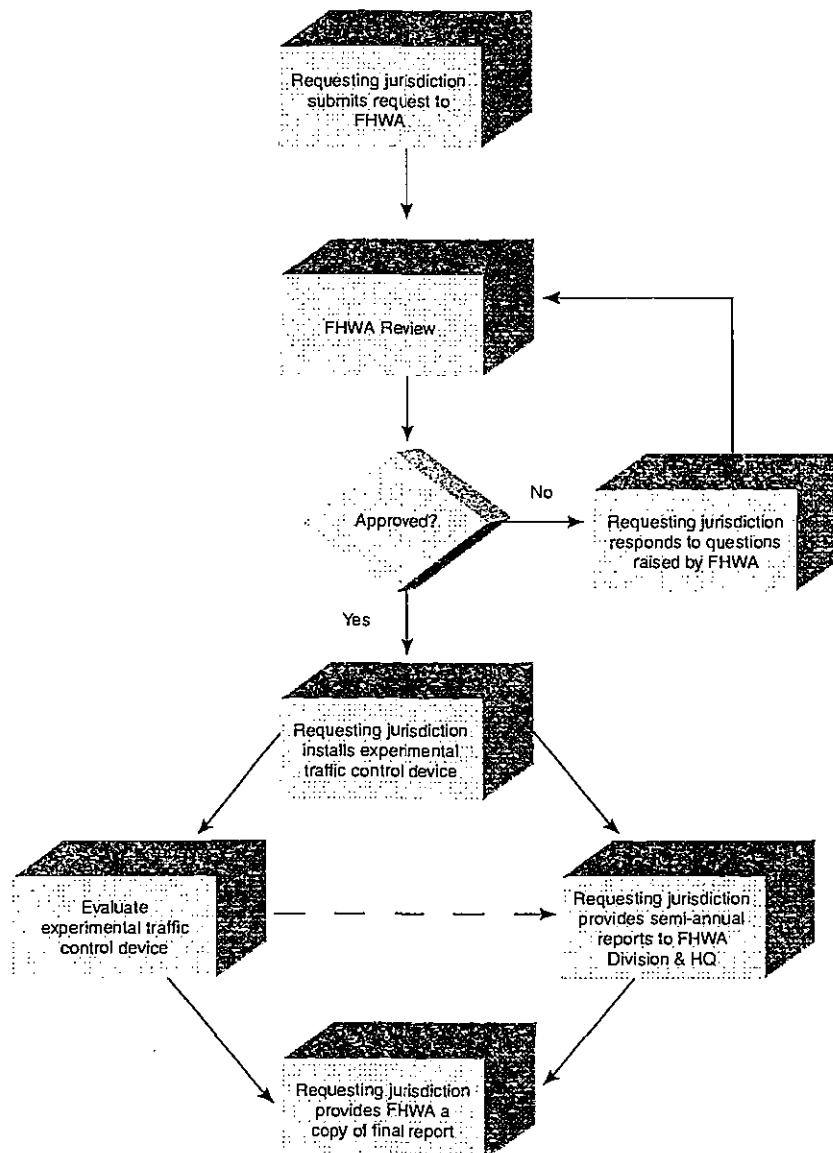 Requesting jurisdiction
submits request to
FHWA
FHWA Review
Approved?
No
Requesting jurisdiction
responds to questions
raised by FHWA
Yes
Requesting jurisdiction
installs experimental
traffic control device
Evaluate
experimental traffic
control device
Requesting jurisdiction
provides semi-annual
reports to FHWA
Division & HQ
Requesting jurisdiction
provides FHWA a
copy of final report